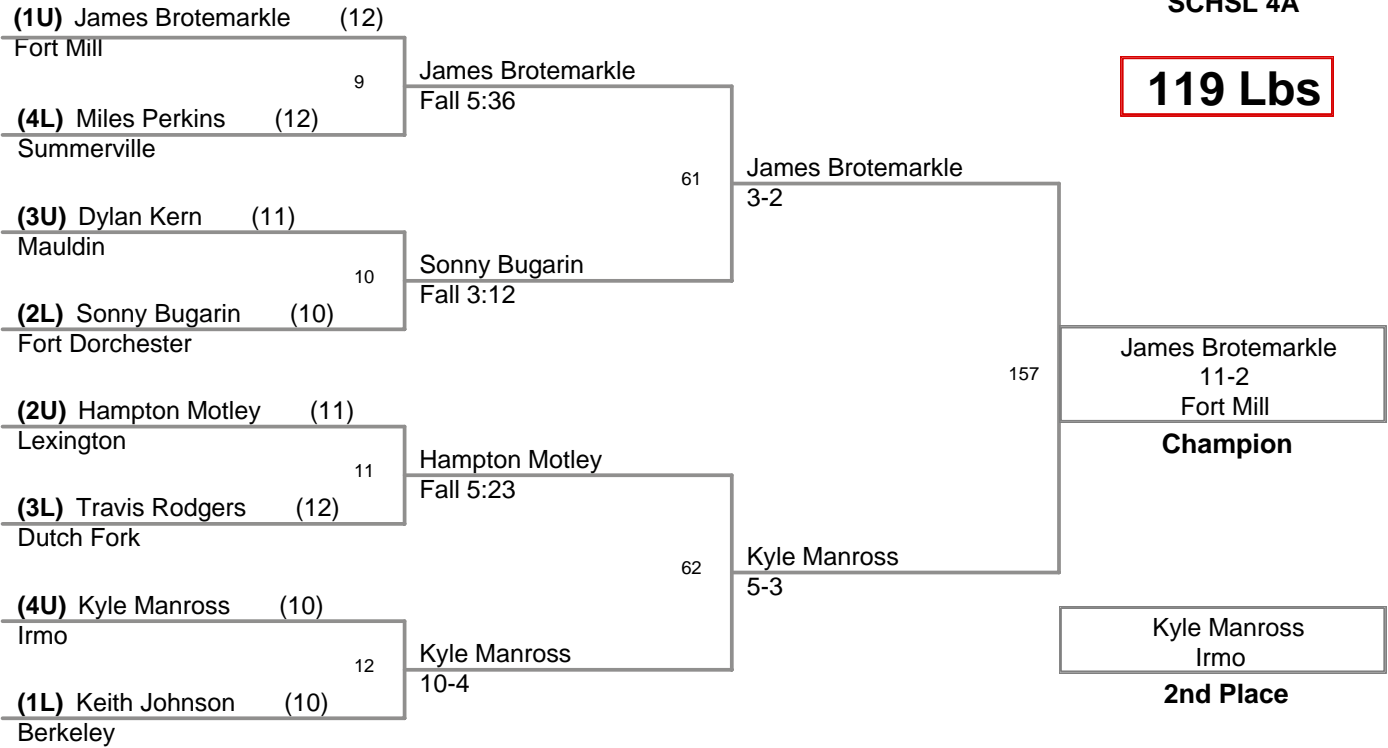 SCHSL 4A
119 Lbs
(1U) James Brotemarkle (12)
Fort Mill
9
(4L) Miles Perkins (12)
Summerville
(3U) Dylan Kern (11)
Mauldin
10
(2L) Sonny Bugarin (10)
Fort Dorchester
(2U) Hampton Motley (11)
Lexington
11
(3L) Travis Rodgers (12)
Dutch Fork
(4U) Kyle Manross (10)
Irmo
12
(1L) Keith Johnson (10)
Berkeley
James Brotemarkle
Fall 5:36
61
Sonny Bugarin
Fall 3:12
Hampton Motley
Fall 5:23
62
Kyle Manross
10-4
James Brotemarkle
3-2
157
Kyle Manross
5-3
James Brotemarkle
11-2
Fort Mill
Champion
Kyle Manross
Irmo
2nd Place